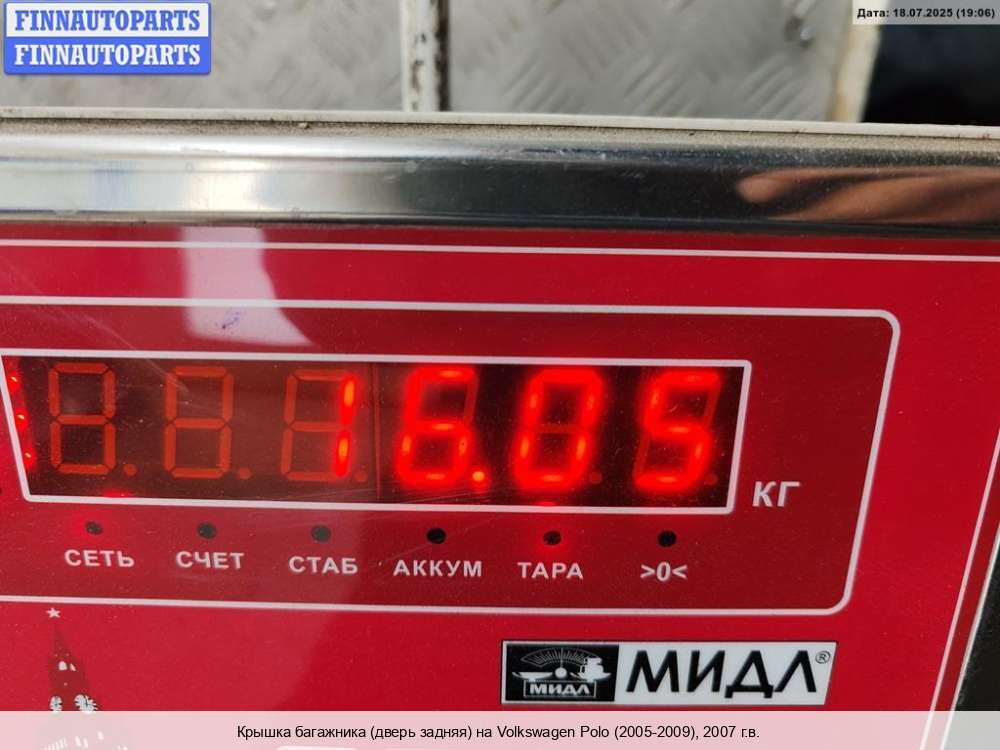 FINNAUTOPARTS
FINNAUTOPARTS
Дата: 18.07.2025 (19:06)
16.05
КГ
СЕТЬ СЧЕТ СТАБ АККУМ ТАРА >0<
МИДЛ
МИДЛ®
Крышка багажника (дверь задняя) на Volkswagen Polo (2005-2009), 2007 г.в.